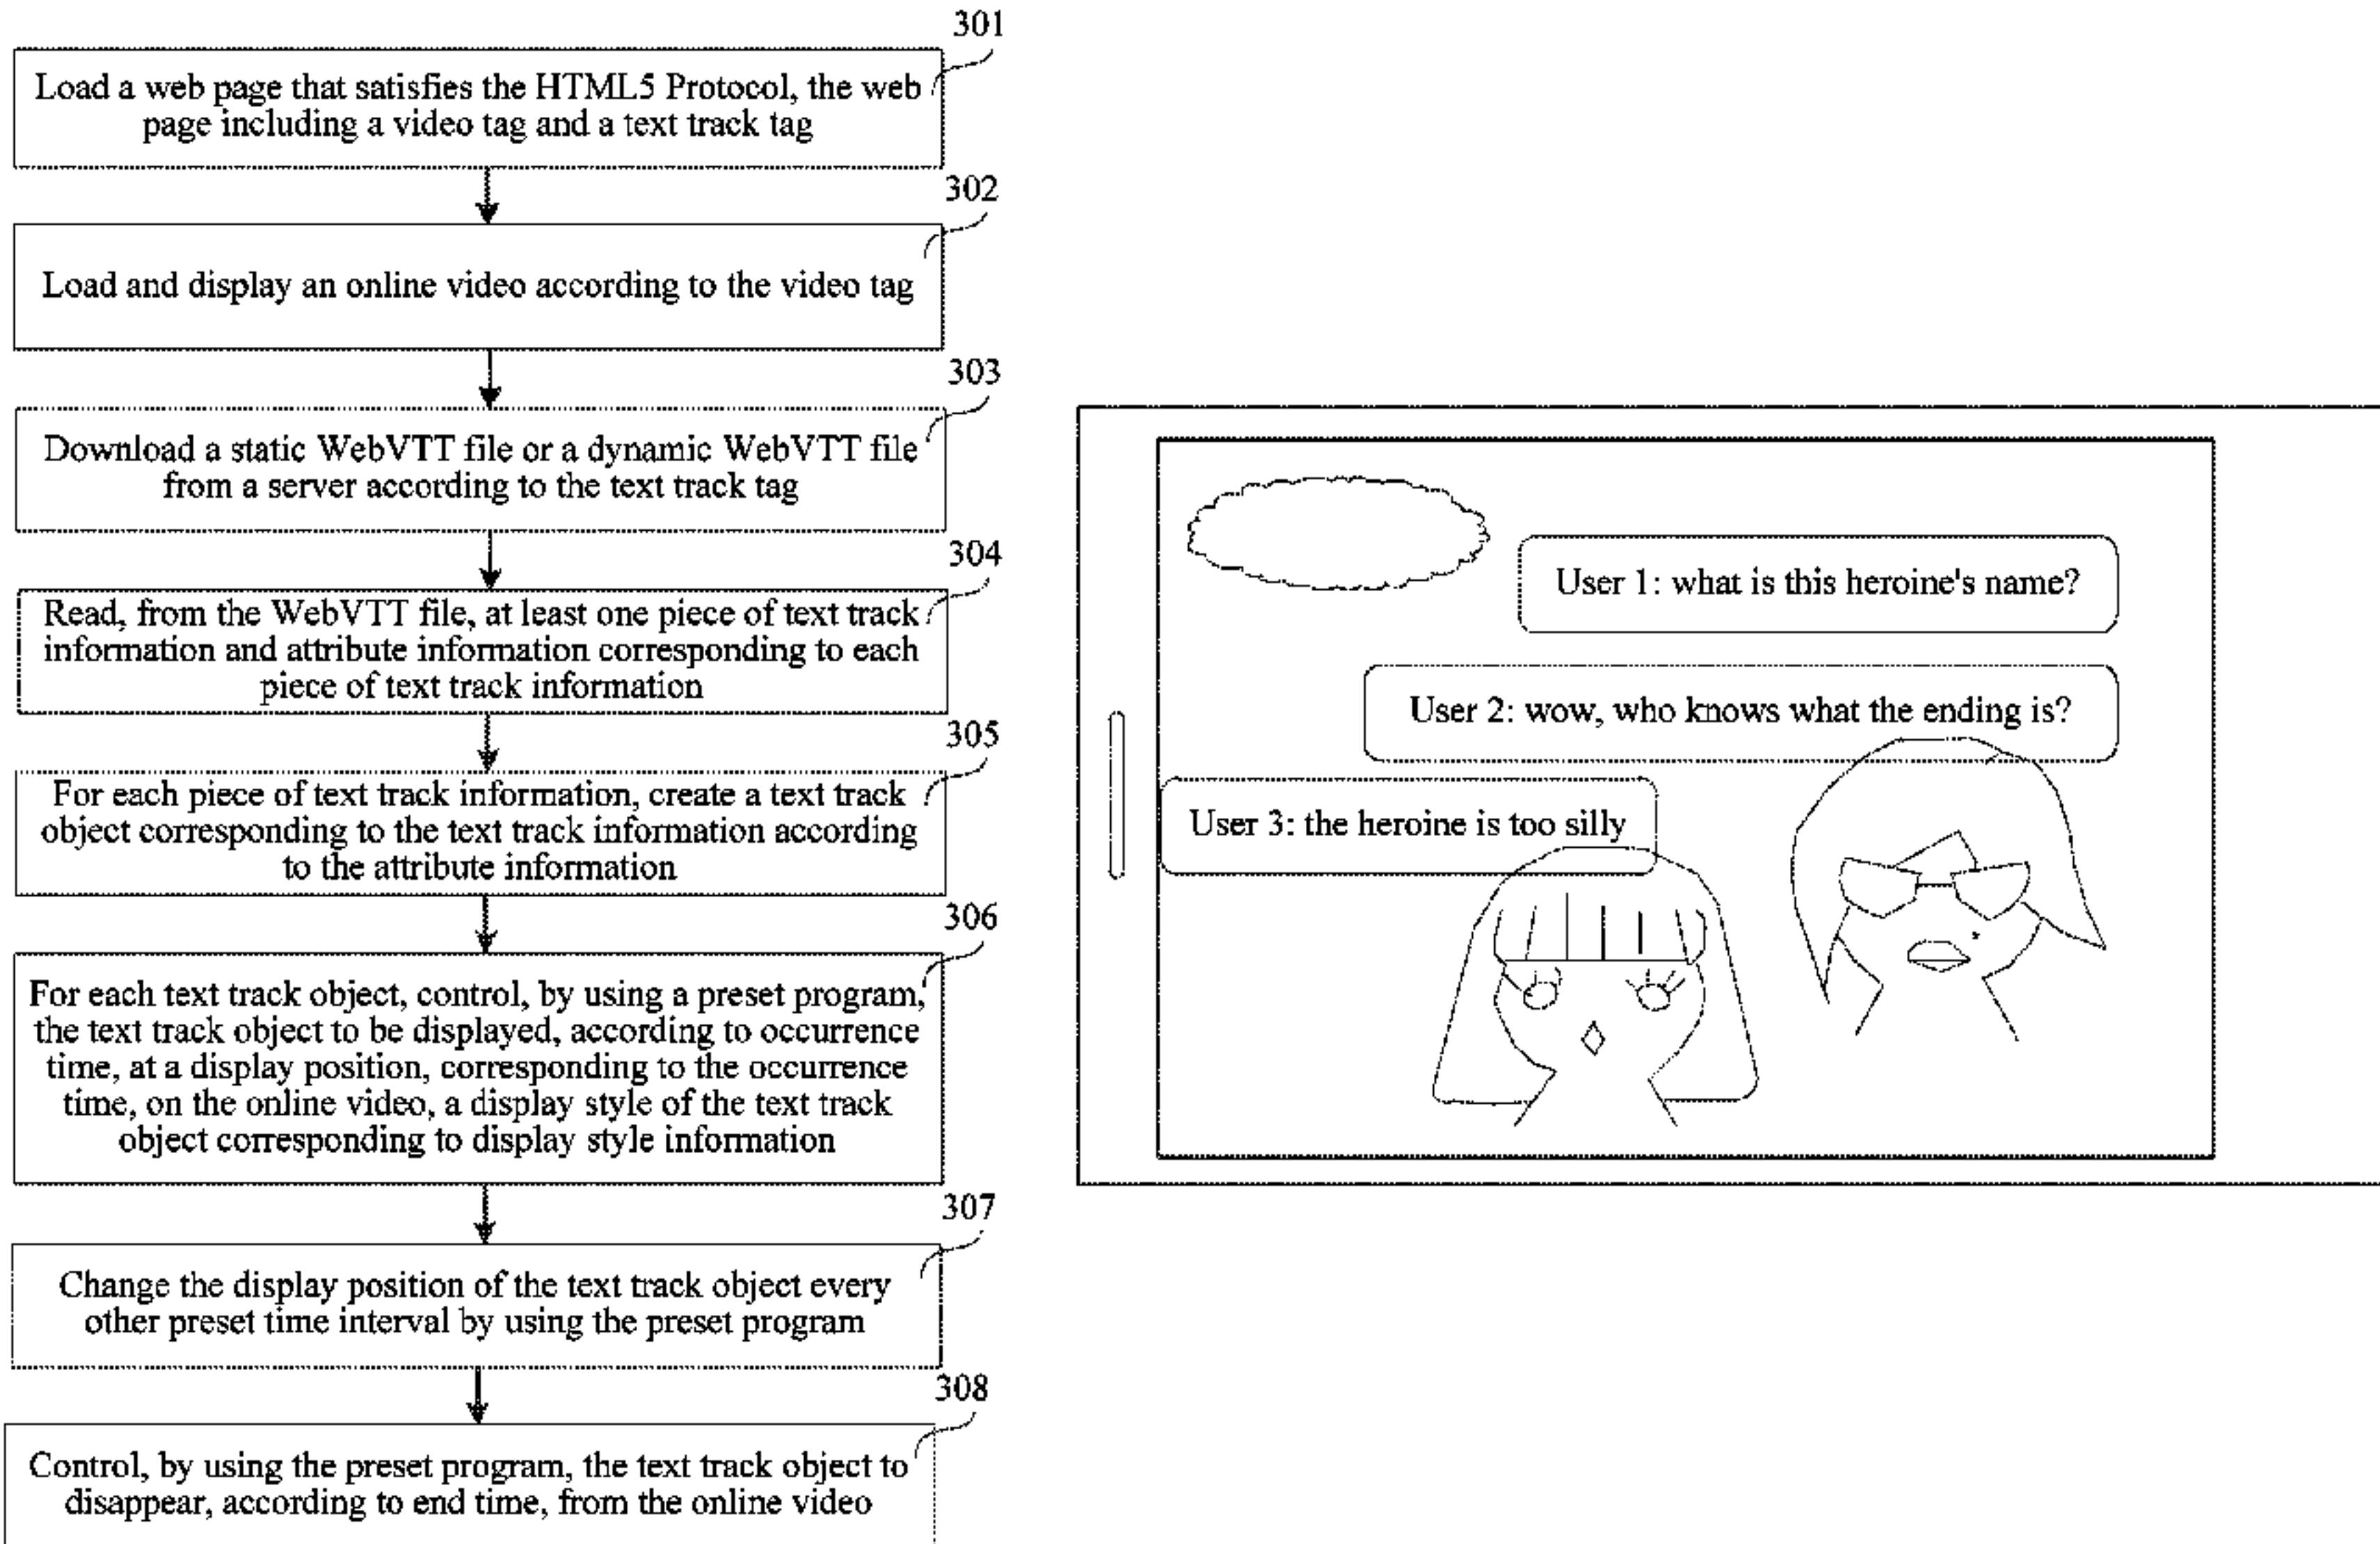 301
Load a web page that satisfies the HTML5 Protocol, the web
page including a video tag and a text track tag
302
Load and display an online video according to the video tag
303
Download a static WebVTT file or a dynamic WebVTT file
from a server according to the text track tag
304
Read, from the WebVTT file, at least one piece of text track
information and attribute information corresponding to each
piece of text track information
305
For each piece of text track information, create a text track
object corresponding to the text track information according
to the attribute information
306
For each text track object, control, by using a preset program,
the text track object to be displayed, according to occurrence
time, at a display position, corresponding to the occurrence
time, on the online video, a display style of the text track
object corresponding to display style information
307
Change the display position of the text track object every
other preset time interval by using the preset program
308
Control, by using the preset program, the text track object to
disappear, according to end time, from the online video
User 1: what is this heroine's name?
User 2: wow, who knows what the ending is?
User 3: the heroine is too silly